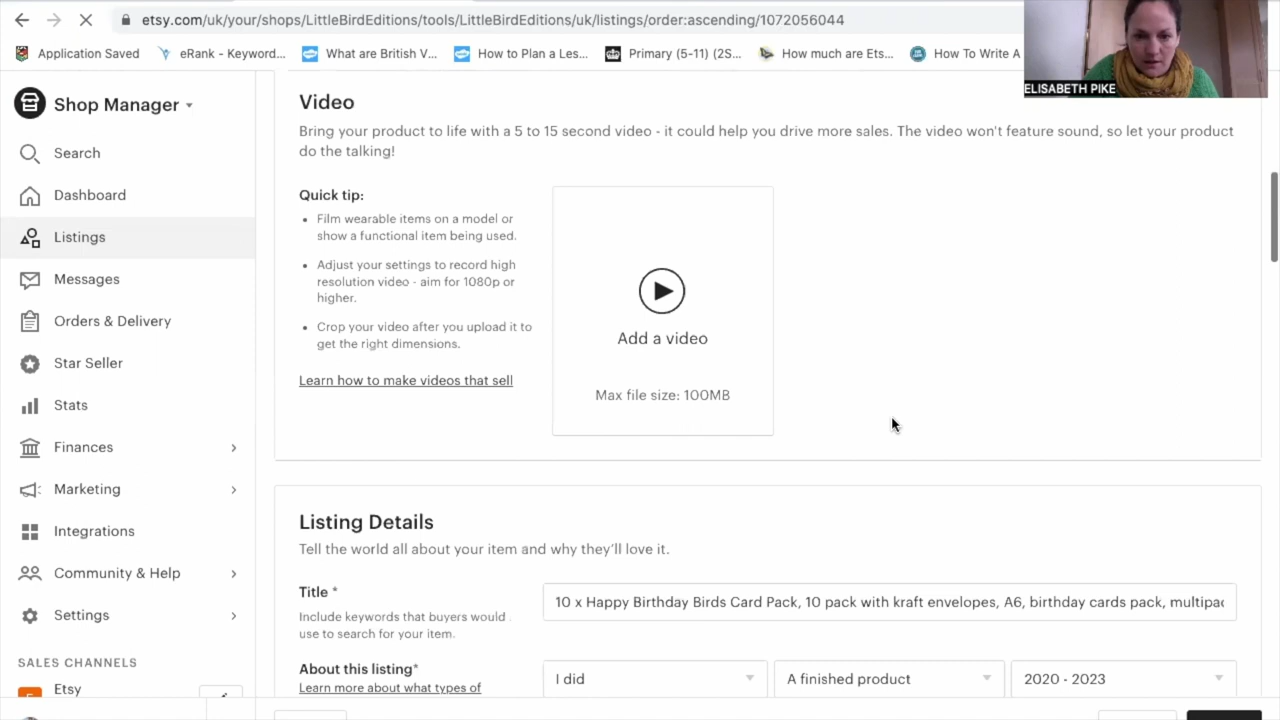 etsy.com/uk/your/shops/LittleBirdEditions/tools/LittleBirdEditions/uk/listings/order:ascending/1072056044
Application Saved
eRank - Keyword...
What are British V...
How to Plan a Les...
Primary (5-11) (2S...
How much are Ets...
How To Write A
ELISABETH PIKE
Shop Manager
Search
Dashboard
Listings
Messages
Orders & Delivery
Star Seller
Stats
Finances
Marketing
Integrations
Community & Help
Settings
SALES CHANNELS
Etsy
Video
Bring your product to life with a 5 to 15 second video - it could help you drive more sales. The video won't feature sound, so let your product
do the talking!
Quick tip:
Film wearable items on a model or
show a functional item being used.
Adjust your settings to record high
resolution video - aim for 1080p or
higher.
Crop your video after you upload it to
get the right dimensions.
Learn how to make videos that sell
Add a video
Max file size: 100MB
Listing Details
Tell the world all about your item and why they'll love it.
Title *
Include keywords that buyers would
use to search for your item.
10 x Happy Birthday Birds Card Pack, 10 pack with kraft envelopes, A6, birthday cards pack, multipac
About this listing*
Learn more about what types of
I did
A finished product
2020 - 2023